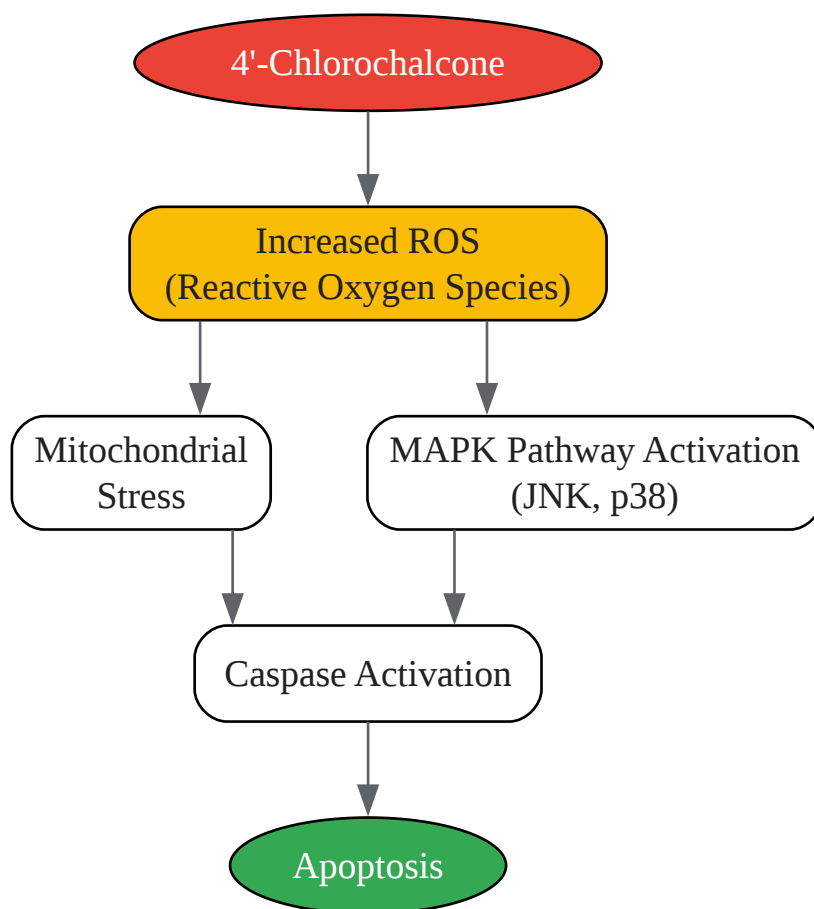 4'-Chlorochalcone
Increased ROS
(Reactive Oxygen Species)
Mitochondrial
Stress
MAPK Pathway Activation
(JNK, p38)
Caspase Activation
Apoptosis